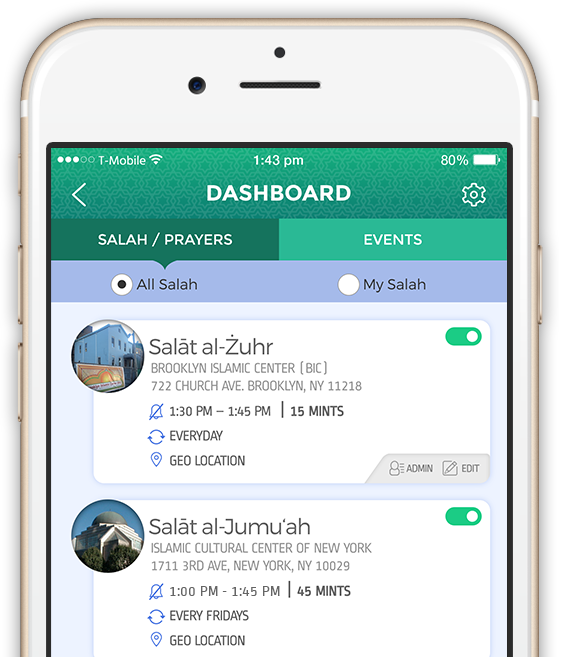 T-Mobile 1:43 pm 80%
DASHBOARD
SALAH / PRAYERS EVENTS
All Salah My Salah
Salāt al-Żuhr
BROOKLYN ISLAMIC CENTER (BIC)
722 CHURCH AVE. BROOKLYN, NY 11218
1:30 PM – 1:45 PM | 15 MINTS
EVERYDAY
GEO LOCATION
ADMIN EDIT
Salāt al-Jumu‘ah
ISLAMIC CULTURAL CENTER OF NEW YORK
1711 3RD AVE, NEW YORK, NY 10029
1:00 PM - 1:45 PM | 45 MINTS
EVERY FRIDAYS
GEO LOCATION